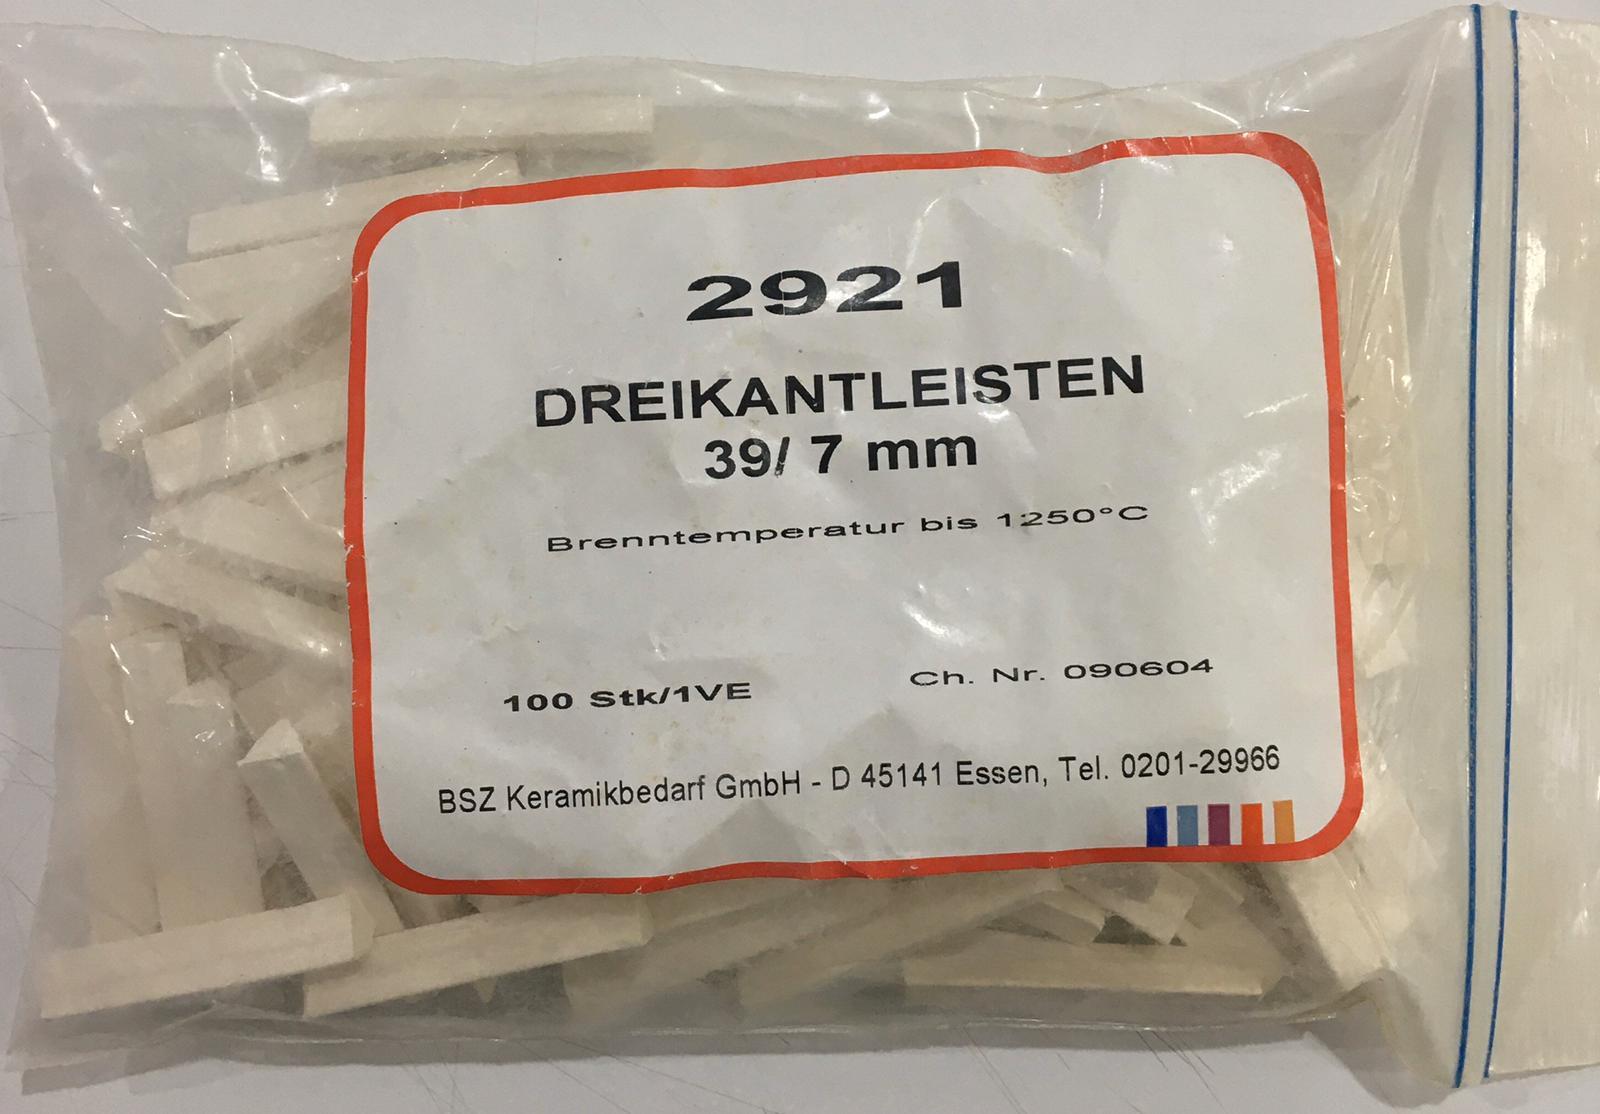 2921
DREIKANTLEISTEN
39/ 7 mm
Brenntemperatur bis 1250°C
100 Stk/1VE Ch. Nr. 090604
BSZ Keramikbedarf GmbH - D 45141 Essen, Tel. 0201-29966